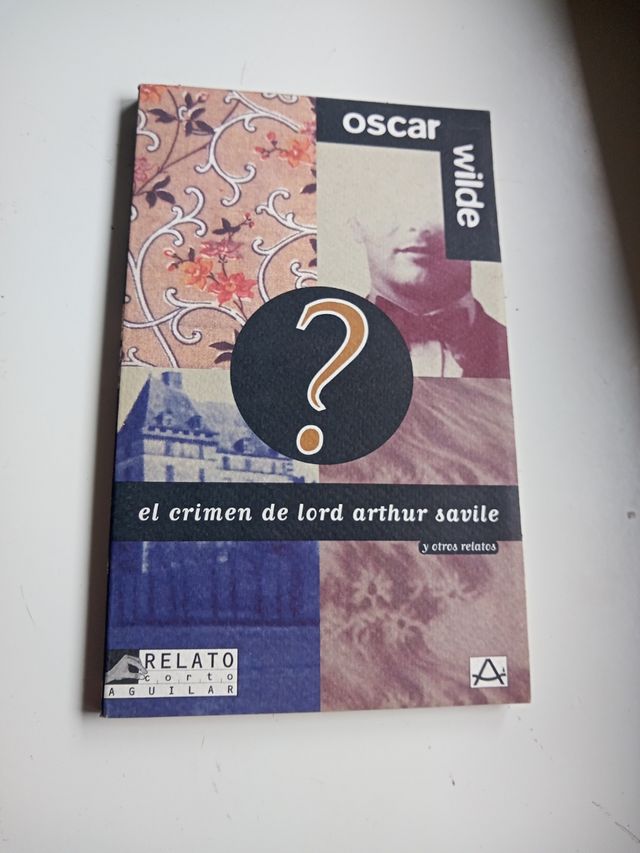 oscar
wilde
?
el crimen de lord arthur savile
y otros relatos
RELATO
corto
AGUILAR
A